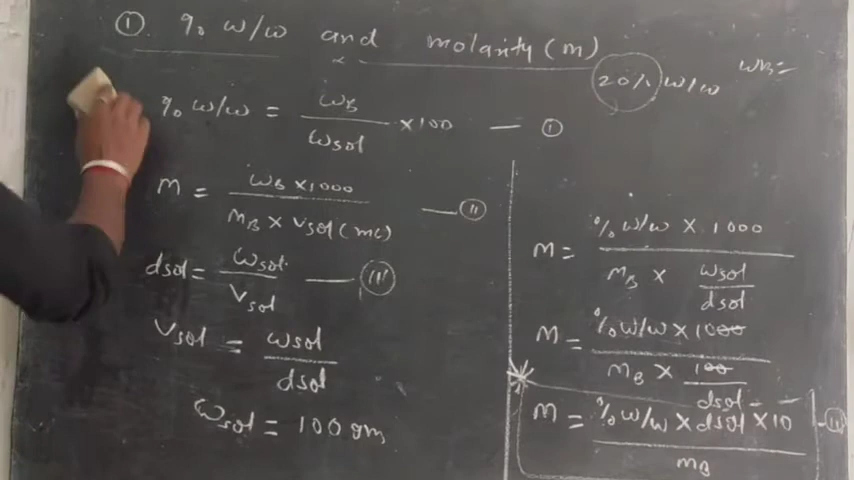 ① . % w/w and molarity (m)
20% w/w WB =
% w/w = WB / Wsol × 100 — ①
m = WB × 1000 / MB × Vsol (ml) — II
dsol = Wsol / Vsol — III
Vsol = Wsol / dsol
Wsol = 100 gm
M = % w/w × 1000 / MB × Wsol / dsol
M = % w/w × 1000 / MB × 100 / dsol
M = % w/w × dsol × 10 / MB